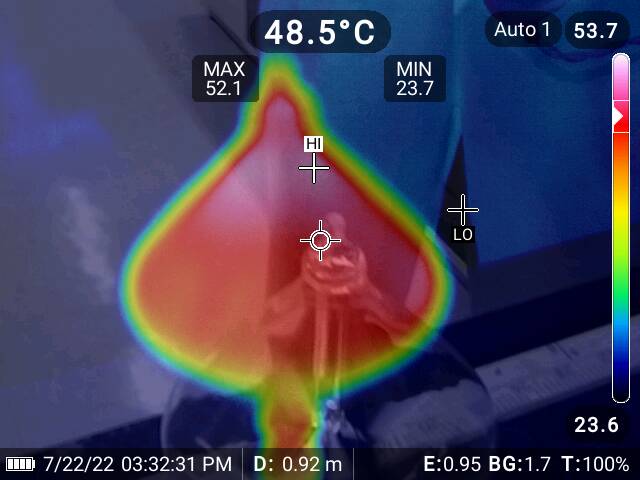 48.5°C
Auto 1
53.7
MAX
52.1
MIN
23.7
HI
LO
23.6
7/22/22 03:32:31 PM
D: 0.92 m
E:0.95 BG:1.7 T:100%